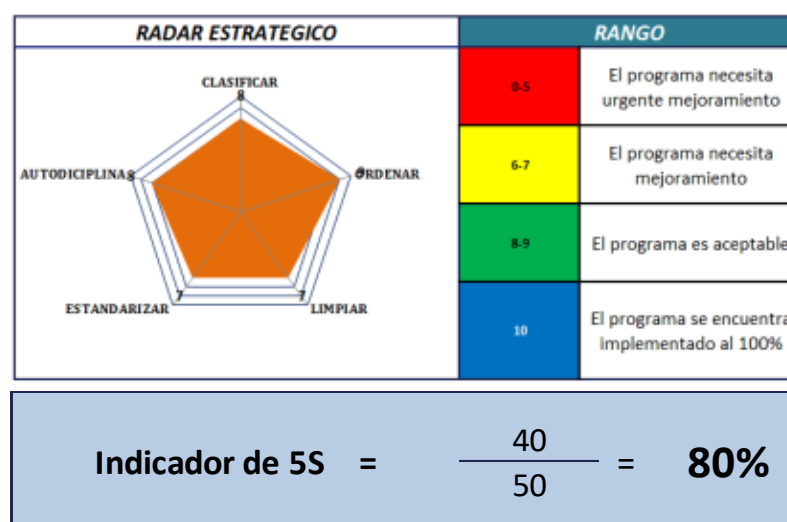 RADAR ESTRATEGICO
RANGO
CLASIFICAR
8
AUTODICIPLINA
8
ORDENAR
ESTANDARIZAR
7
7
LIMPIAR
0-5
El programa necesita
urgente mejoramiento
6-7
El programa necesita
mejoramiento
8-9
El programa es aceptable
10
El programa se encuentra
implementado al 100%
Indicador de 5S = 40
50
= 80%